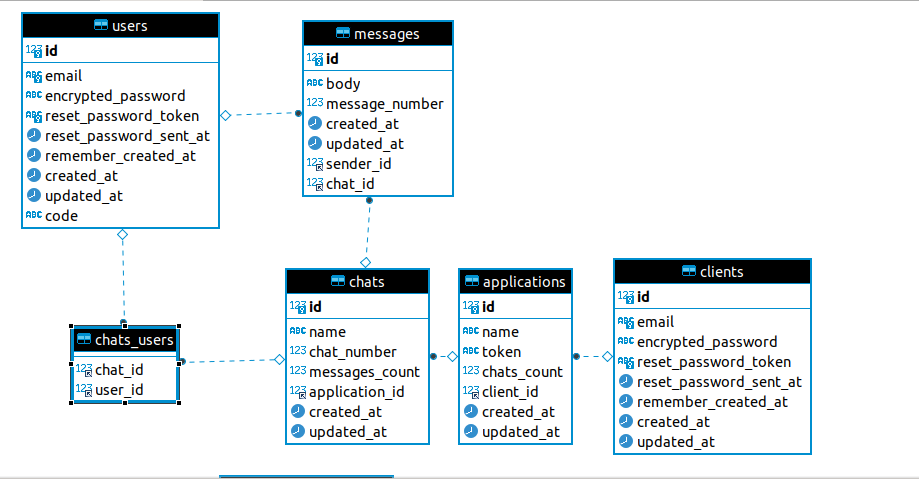 users
id
email
encrypted_password
reset_password_token
reset_password_sent_at
remember_created_at
created_at
updated_at
code
messages
id
body
message_number
created_at
updated_at
sender_id
chat_id
chats_users
chat_id
user_id
chats
id
name
chat_number
messages_count
application_id
created_at
updated_at
applications
id
name
token
chats_count
client_id
created_at
updated_at
clients
id
email
encrypted_password
reset_password_token
reset_password_sent_at
remember_created_at
created_at
updated_at